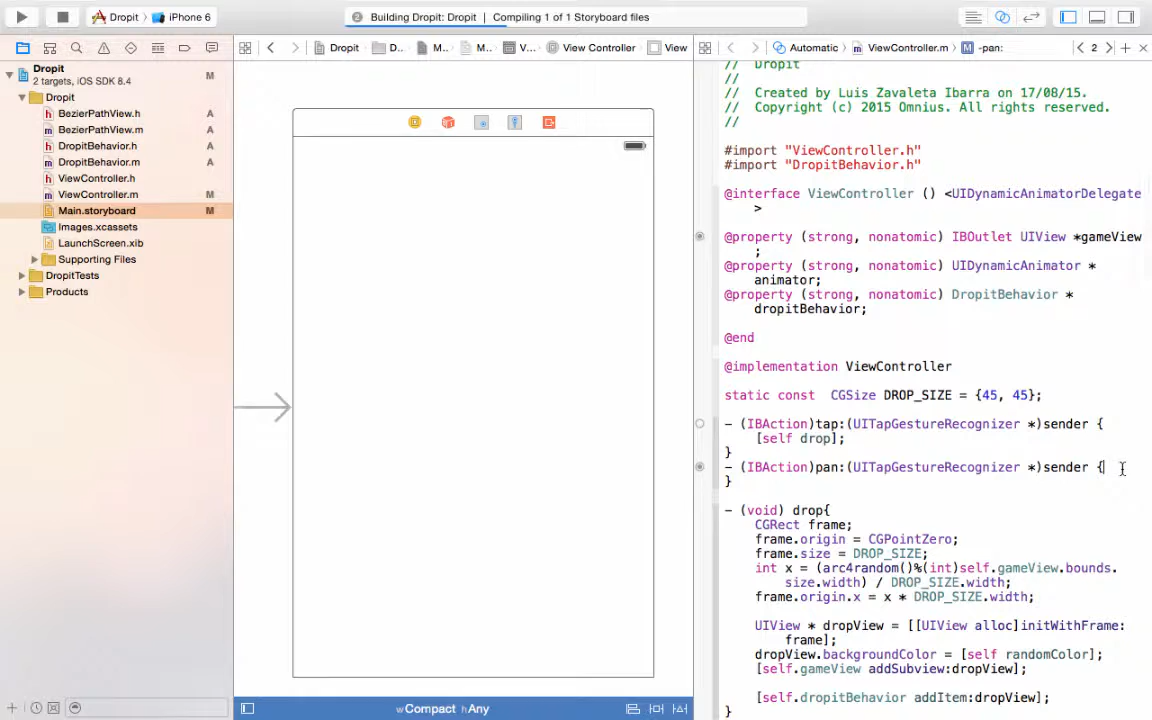 Dropit
iPhone 6
Building Dropit: Dropit | Compiling 1 of 1 Storyboard files
Dropit
D...
M...
M...
V...
View Controller
View
Automatic
ViewController.m
-pan:
2
Dropit
2 targets, iOS SDK 8.4
M
Dropit
BezierPathView.h
A
BezierPathView.m
A
DropitBehavior.h
A
DropitBehavior.m
A
ViewController.h
ViewController.m
M
Main.storyboard
M
Images.xcassets
LaunchScreen.xib
Supporting Files
DropitTests
Products
wCompact hAny
//  Dropit
//
//  Created by Luis Zavaleta Ibarra on 17/08/15.
//  Copyright (c) 2015 Omnius. All rights reserved.
//
#import "ViewController.h"
#import "DropitBehavior.h"
@interface ViewController () <UIDynamicAnimatorDelegate
>
@property (strong, nonatomic) IBOutlet UIView *gameView
;
@property (strong, nonatomic) UIDynamicAnimator *
animator;
@property (strong, nonatomic) DropitBehavior *
dropitBehavior;
@end
@implementation ViewController
static const  CGSize DROP_SIZE = {45, 45};
- (IBAction)tap:(UITapGestureRecognizer *)sender {
[self drop];
}
- (IBAction)pan:(UITapGestureRecognizer *)sender {
}
- (void) drop{
CGRect frame;
frame.origin = CGPointZero;
frame.size = DROP_SIZE;
int x = (arc4random()%(int)self.gameView.bounds.
size.width) / DROP_SIZE.width;
frame.origin.x = x * DROP_SIZE.width;
UIView * dropView = [[UIView alloc]initWithFrame:
frame];
dropView.backgroundColor = [self randomColor];
[self.gameView addSubview:dropView];
[self.dropitBehavior addItem:dropView];
}